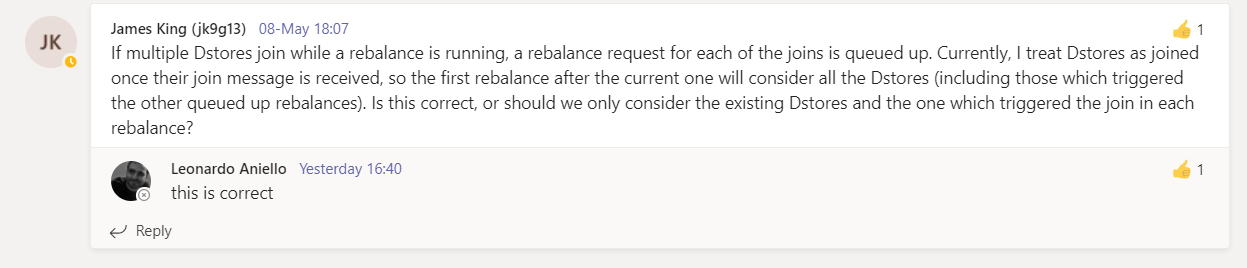 JK
James King (jk9g13) 08-May 18:07
1
If multiple Dstores join while a rebalance is running, a rebalance request for each of the joins is queued up. Currently, I treat Dstores as joined
once their join message is received, so the first rebalance after the current one will consider all the Dstores (including those which triggered
the other queued up rebalances). Is this correct, or should we only consider the existing Dstores and the one which triggered the join in each
rebalance?
Leonardo Aniello Yesterday 16:40
1
this is correct
Reply